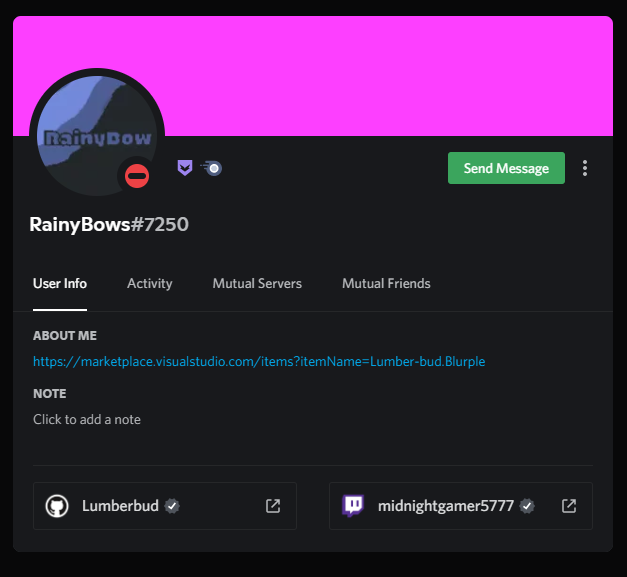 RainyBow
Send Message
RainyBows#7250
User Info Activity Mutual Servers Mutual Friends
ABOUT ME
https://marketplace.visualstudio.com/items?itemName=Lumber-bud.Blurple
NOTE
Click to add a note
Lumberbud midnightgamer5777